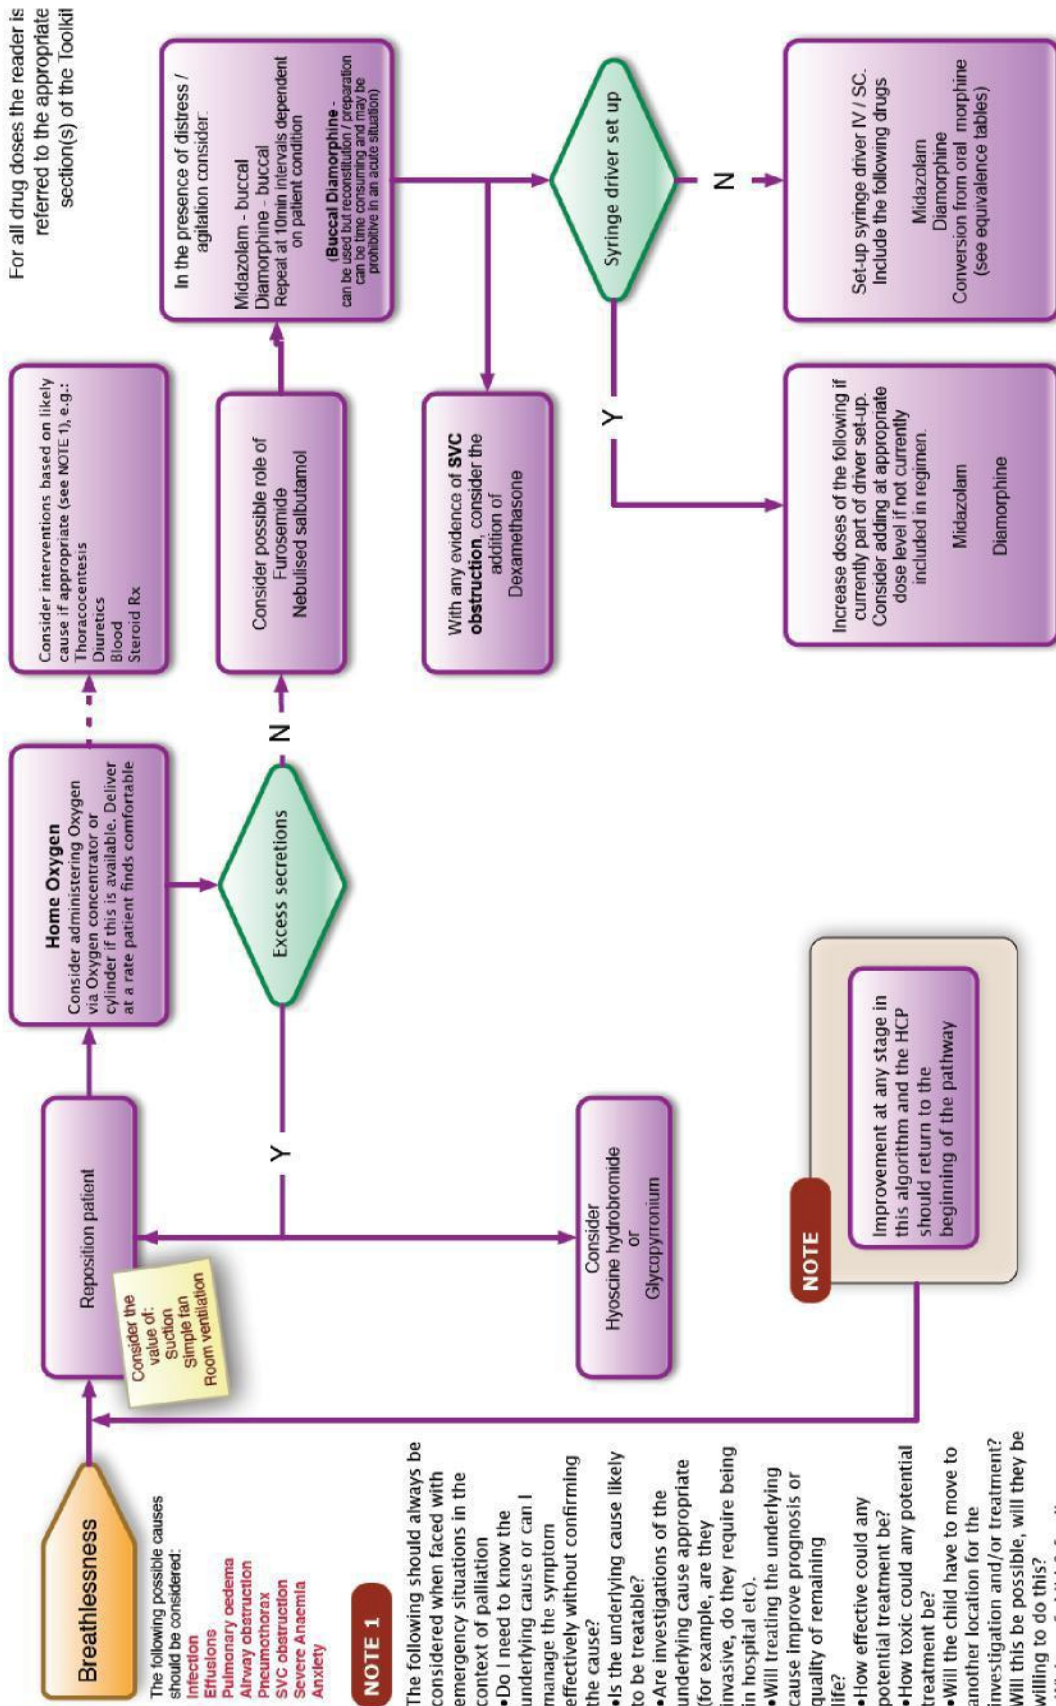 For all drug doses the reader is
referred to the appropriate
section(s) of the Toolkit
Breathlessness
The following possible causes
should be considered:
Infection
Effusions
Pulmonary oedema
Airway obstruction
Pneumothorax
SVC obstruction
Severe Anaemia
Anxiety
NOTE 1
The following should always be
considered when faced with
emergency situations in the
context of palliation
•Do I need to know the
underlying cause or can I
manage the symptom
effectively without confirming
the cause?
•Is the underlying cause likely
to be treatable?
•Are investigations of the
underlying cause appropriate
(for example, are they
invasive, do they require being
in hospital etc).
•Will treating the underlying
cause improve prognosis or
quality of remaining
life?
•How effective could any
potential treatment be?
•How toxic could any potential
treatment be?
•Will the child have to move to
another location for the
investigation and/or treatment?
Will this be possible, will they be
willing to do this?
Reposition patient
Consider the
value of:
Suction
Simple fan
Room ventilation
Home Oxygen
Consider administering Oxygen
via Oxygen concentrator or
cylinder if this is available. Deliver
at a rate patient finds comfortable
Consider interventions based on likely
cause if appropriate (see NOTE 1), e.g.:
Thoracocentesis
Diuretics
Blood
Steroid Rx
Excess secretions
Y
N
Consider
Hyoscine hydrobromide
or
Glycopyrronium
Consider possible role of
Furosemide
Nebulised salbutamol
In the presence of distress /
agitation consider:
Midazolam - buccal
Diamorphine - buccal
Repeat at 10min intervals dependent
on patient condition
(Buccal Diamorphine -
can be used but reconstitution / preparation
can be time consuming and may be
prohibitive in an acute situation)
With any evidence of SVC
obstruction, consider the
addition of
Dexamethasone
Syringe driver set up
Y
N
Increase doses of the following if
currently part of driver set-up.
Consider adding at appropriate
dose level if not currently
included in regimen.
Midazolam
Diamorphine
Set-up syringe driver IV / SC.
Include the following drugs
Midazolam
Diamorphine
Conversion from oral morphine
(see equivalence tables)
NOTE
Improvement at any stage in
this algorithm and the HCP
should return to the
beginning of the pathway